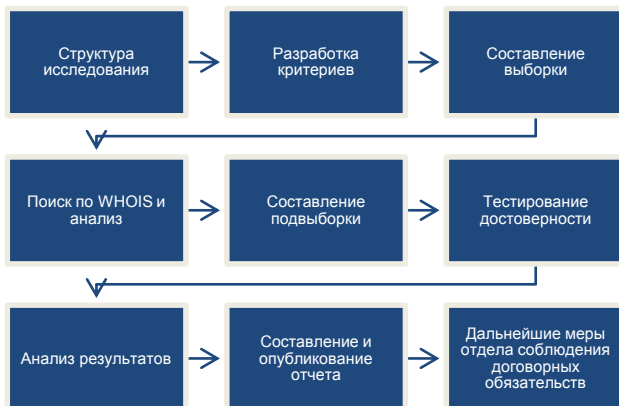 Структура
исследования
Разработка
критериев
Составление
выборки
Поиск по WHOIS и
анализ
Составление
подвыборки
Тестирование
достоверности
Анализ результатов
Составление и
опубликование
отчета
Дальнейшие меры
отдела соблюдения
договорных
обязательств